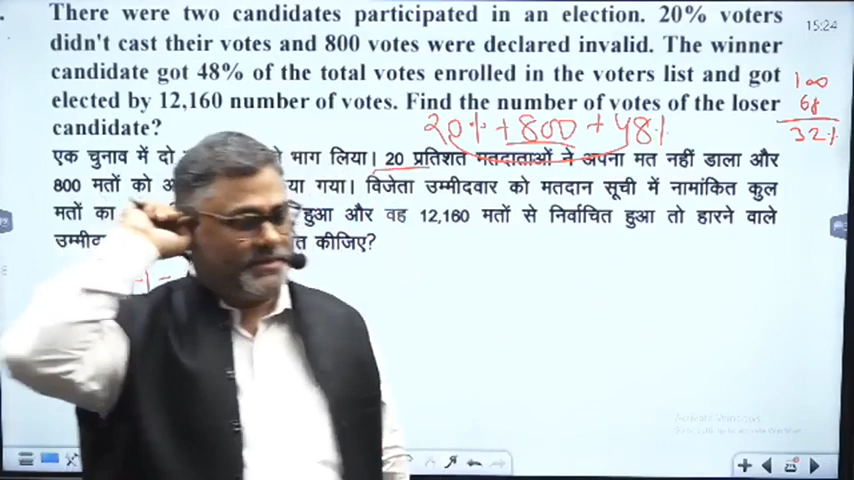 There were two candidates participated in an election. 20% voters
15:24
didn't cast their votes and 800 votes were declared invalid. The winner
candidate got 48% of the total votes enrolled in the voters list and got
100
elected by 12,160 number of votes. Find the number of votes of the loser
68
candidate?
20% + 800 + 48%
32%
एक चुनाव में दो भाग लिया। 20 प्रतिशत मतदाताओं ने अपना मत नहीं डाला और
800 मतों को गया। विजेता उम्मीदवार को मतदान सूची में नामांकित कुल
मतों का हुआ और वह 12,160 मतों से निर्वाचित हुआ तो हारने वाले
कीजिए?
Activate Windows